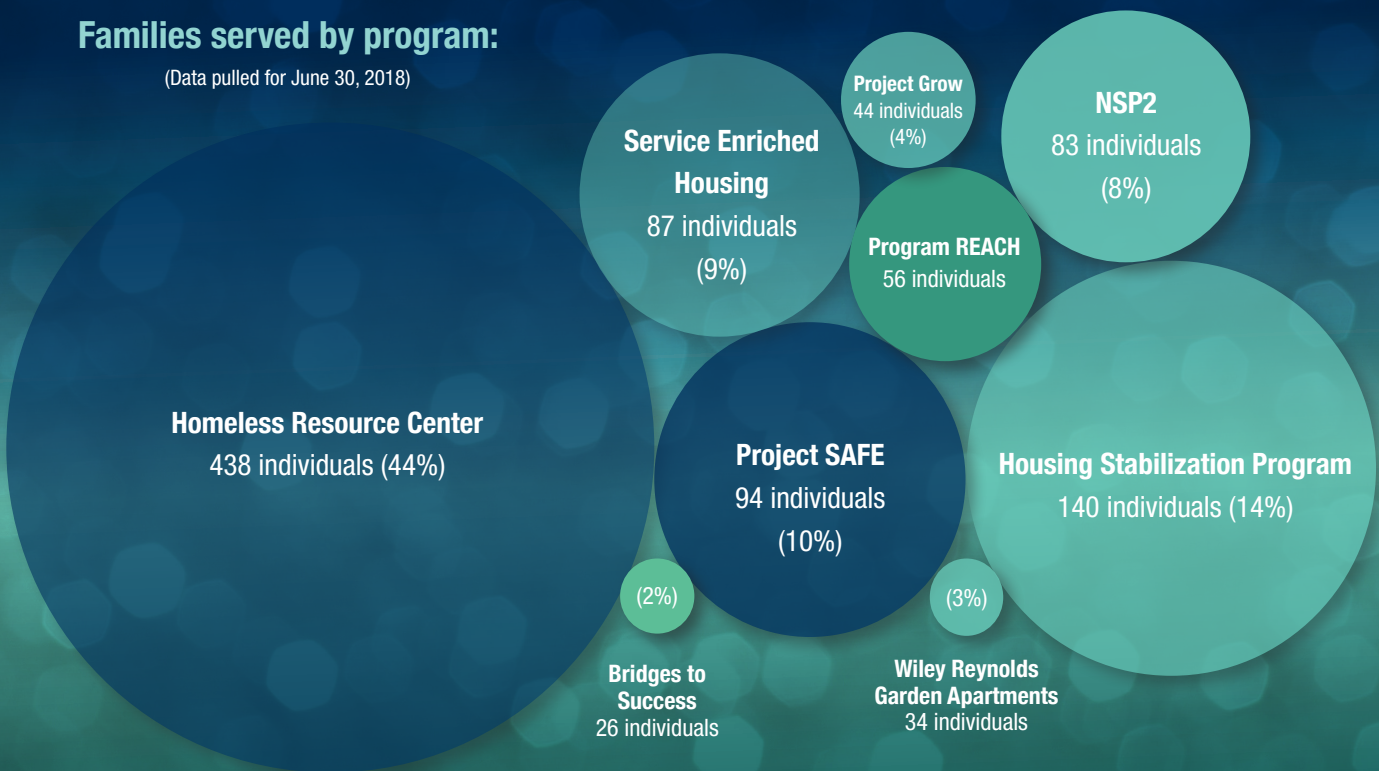 Families served by program:
(Data pulled for June 30, 2018)
Homeless Resource Center
438 individuals (44%)
Service Enriched
Housing
87 individuals
(9%)
Project Grow
44 individuals
(4%)
NSP2
83 individuals
(8%)
Program REACH
56 individuals
Project SAFE
94 individuals
(10%)
Housing Stabilization Program
140 individuals (14%)
(2%)
Bridges to
Success
26 individuals
(3%)
Wiley Reynolds
Garden Apartments
34 individuals